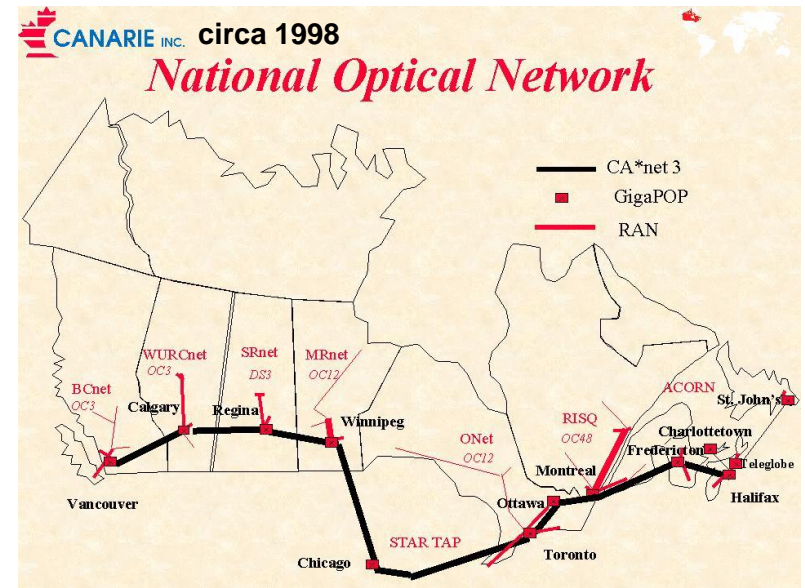 CANARIE INC. circa 1998
National Optical Network
CA*net 3
GigaPOP
RAN
WURCnet
OC3
SRnet
DS3
MRnet
OC12
BCnet
OC3
Calgary
Regina
Winnipeg
Vancouver
Chicago
STAR TAP
ONet
OC12
Ottawa
Toronto
Montreal
RISQ
OC48
ACORN
St. John's
Charlottetown
Fredericton
Teleglobe
Halifax